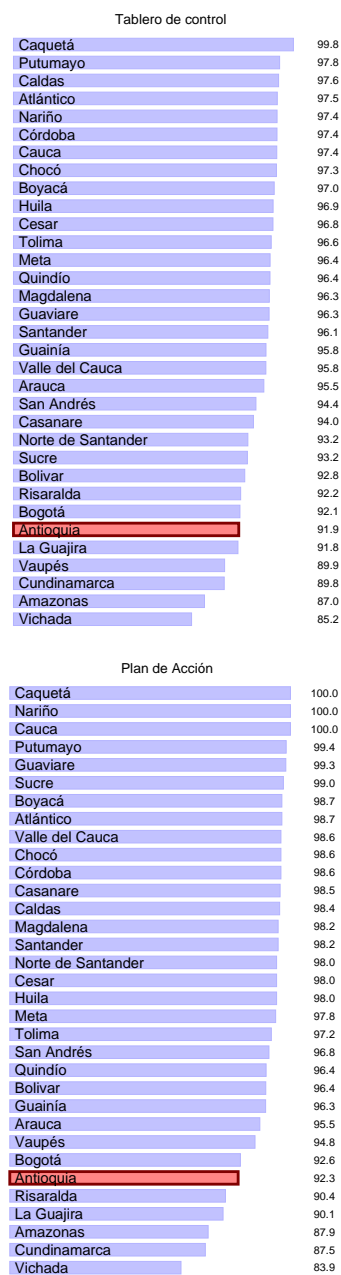 Tablero de control
Caquetá 99.8
Putumayo 97.8
Caldas 97.6
Atlántico 97.5
Nariño 97.4
Córdoba 97.4
Cauca 97.4
Chocó 97.3
Boyacá 97.0
Huila 96.9
Cesar 96.8
Tolima 96.6
Meta 96.4
Quindío 96.4
Magdalena 96.3
Guaviare 96.3
Santander 96.1
Guainía 95.8
Valle del Cauca 95.8
Arauca 95.5
San Andrés 94.4
Casanare 94.0
Norte de Santander 93.2
Sucre 93.2
Bolivar 92.8
Risaralda 92.2
Bogotá 92.1
Antioquia 91.9
La Guajira 91.8
Vaupés 89.9
Cundinamarca 89.8
Amazonas 87.0
Vichada 85.2
Plan de Acción
Caquetá 100.0
Nariño 100.0
Cauca 100.0
Putumayo 99.4
Guaviare 99.3
Sucre 99.0
Boyacá 98.7
Atlántico 98.7
Valle del Cauca 98.6
Chocó 98.6
Córdoba 98.6
Casanare 98.5
Caldas 98.4
Magdalena 98.2
Santander 98.2
Norte de Santander 98.0
Cesar 98.0
Huila 98.0
Meta 97.8
Tolima 97.2
San Andrés 96.8
Quindío 96.4
Bolivar 96.4
Guainía 96.3
Arauca 95.5
Vaupés 94.8
Bogotá 92.6
Antioquia 92.3
Risaralda 90.4
La Guajira 90.1
Amazonas 87.9
Cundinamarca 87.5
Vichada 83.9